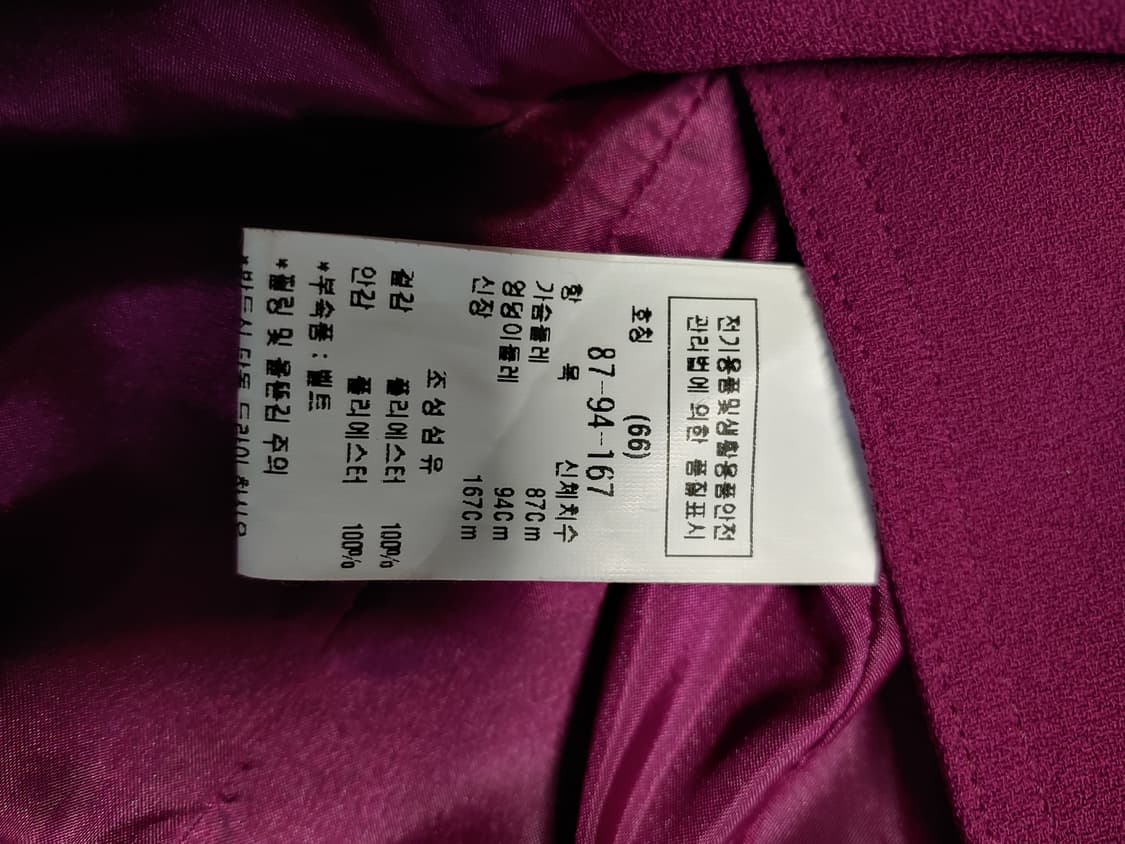 전기용품및생활용품안전
관리법에 의한 품질표시
호칭 (66)
87-94-167
항 목 신체치수
가슴둘레 87Cm
엉덩이둘레 94Cm
신장 167Cm
조성섬유
겉감 폴리에스터 100%
안감 폴리에스터 100%
*부속품 : 벨트
*필링 및 올뜯김 주의